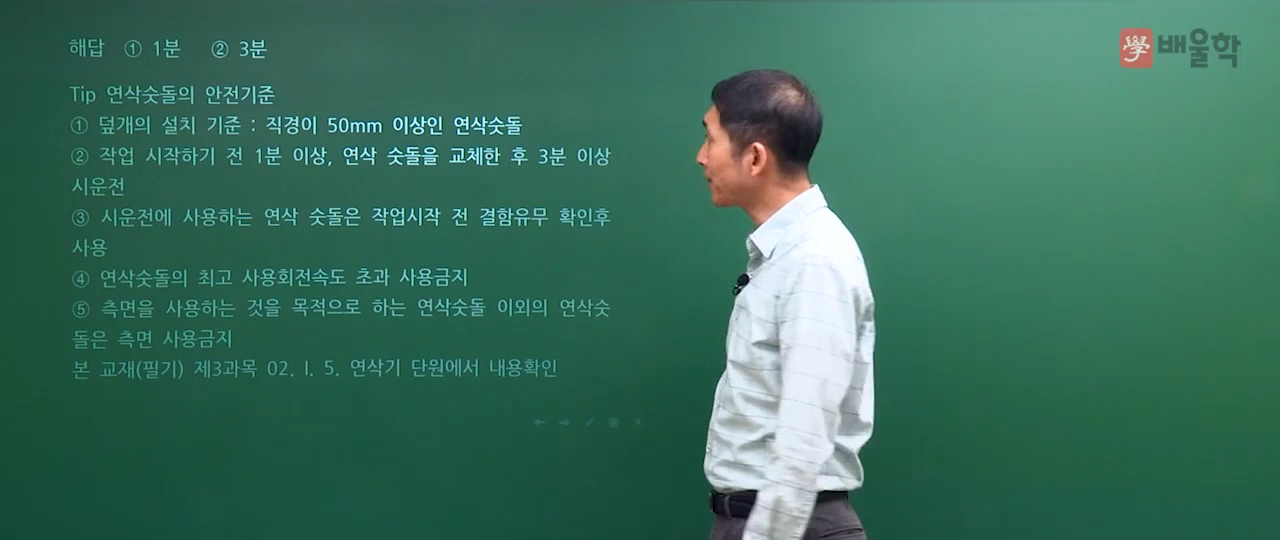 해답 ① 1분 ② 3분
學 배울학
Tip 연삭숫돌의 안전기준
① 덮개의 설치 기준 : 직경이 50mm 이상인 연삭숫돌
② 작업 시작하기 전 1분 이상, 연삭 숫돌을 교체한 후 3분 이상
시운전
③ 시운전에 사용하는 연삭 숫돌은 작업시작 전 결함유무 확인후
사용
④ 연삭숫돌의 최고 사용회전속도 초과 사용금지
⑤ 측면을 사용하는 것을 목적으로 하는 연삭숫돌 이외의 연삭숫
돌은 측면 사용금지
본 교재(필기) 제3과목 02. I. 5. 연삭기 단원에서 내용확인